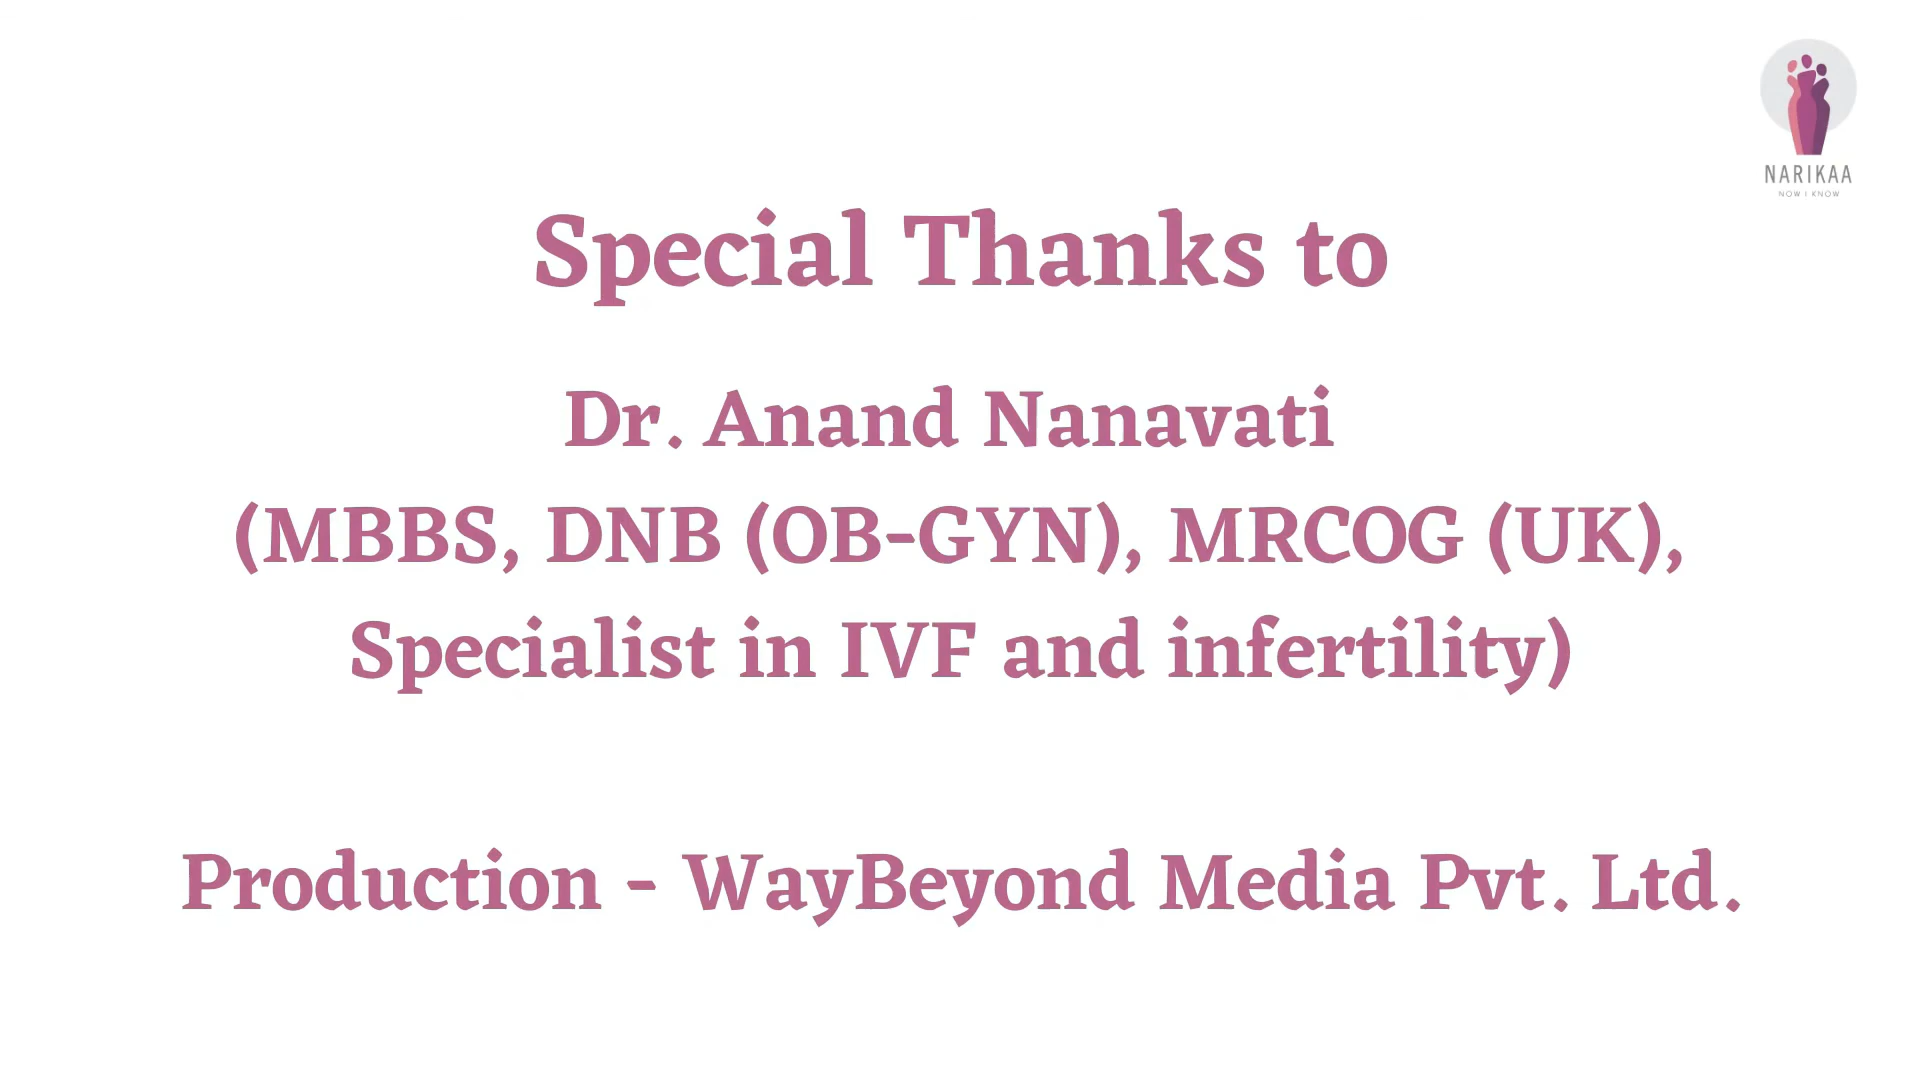 NARIKAA
NOW I KNOW
Special Thanks to
Dr. Anand Nanavati
(MBBS, DNB (OB-GYN), MRCOG (UK),
Specialist in IVF and infertility)
Production - WayBeyond Media Pvt. Ltd.